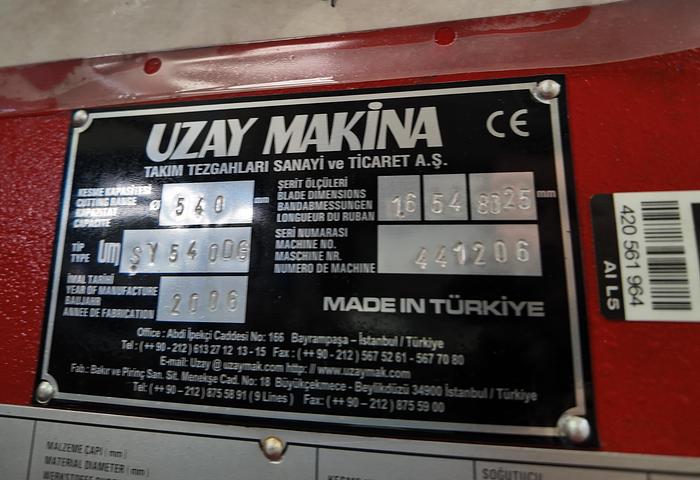 UZAY MAKİNA
CE
TAKIM TEZGAHLARI SANAYİ ve TİCARET A.Ş.
KESME KAPASİTESİ
CUTTING RANGE
KAPAZITAT
CAPACITE
Ø 540 mm
ŞERİT ÖLÇÜLERİ
BLADE DIMENSIONS
BANDABMESSUNGEN
LONGUEUR DU RUBAN
1.6 54 8325 mm
TİP
TYPE
Um SY 540 DG
SERİ NUMARASI
MACHINE NO.
MASCHINE NR.
NUMERO DE MACHINE
441206
İMAL TARİHİ
YEAR OF MANUFACTURE
BAUJAHR
ANNEE DE FABRICATION
2006
MADE IN TÜRKİYE
Office : Abdi İpekçi Caddesi No: 166 Bayrampaşa - İstanbul / Türkiye
Tel : (++ 90 - 212) 613 27 12 - 13 - 15 Fax : (++ 90 - 212) 567 52 61 - 567 70 80
E-mail: Uzay @ uzaymak.com http: // www.uzaymak.com
Fab.: Bakır ve Pirinç San. Sit. Menekşe Cad. No: 18 Büyükçekmece - Beylikdüzü 34900 İstanbul / Türkiye
Tel: (++ 90 - 212) 875 58 91 ( 9 Lines ) Fax: (++ 90 - 212) 875 59 00
420 561 964
AI L5
MALZEME ÇAPI ( mm )
MATERIAL DIAMETER ( mm )
SOĞUTUCU